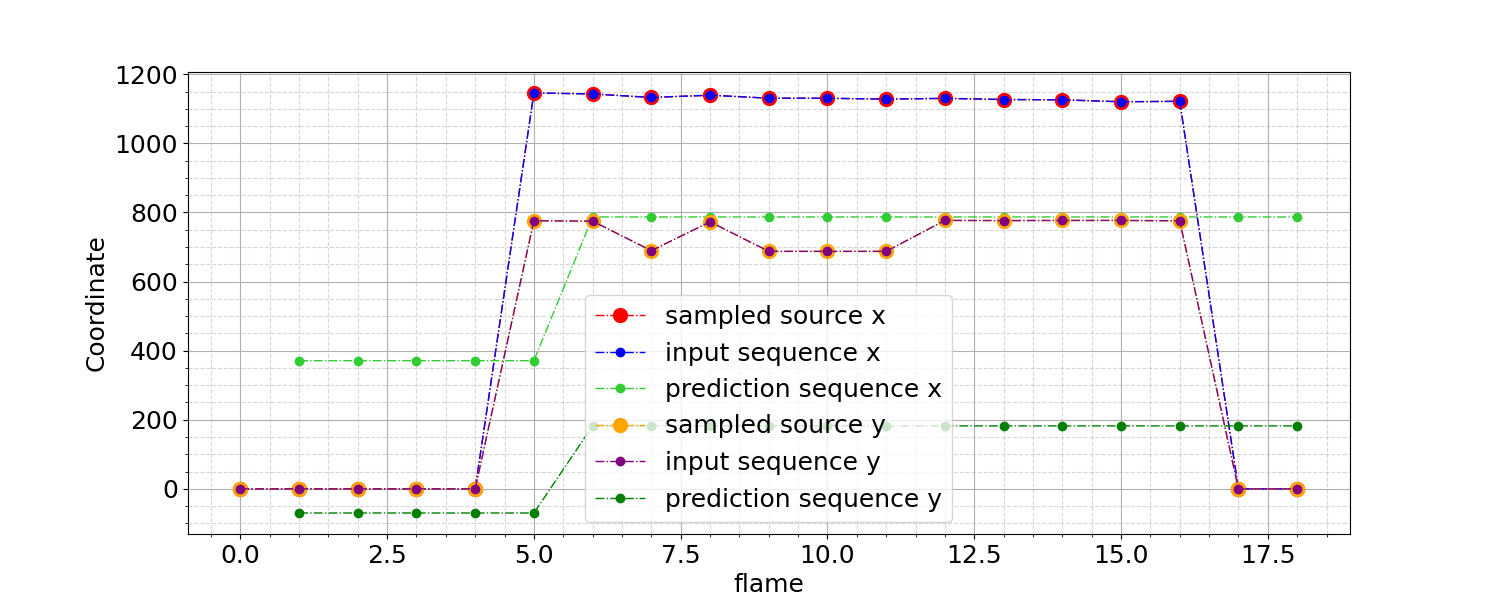 1200
1000
800
600
400
200
0
Coordinate
sampled source x
input sequence x
prediction sequence x
sampled source y
input sequence y
prediction sequence y
0.0 2.5 5.0 7.5 10.0 12.5 15.0 17.5
flame